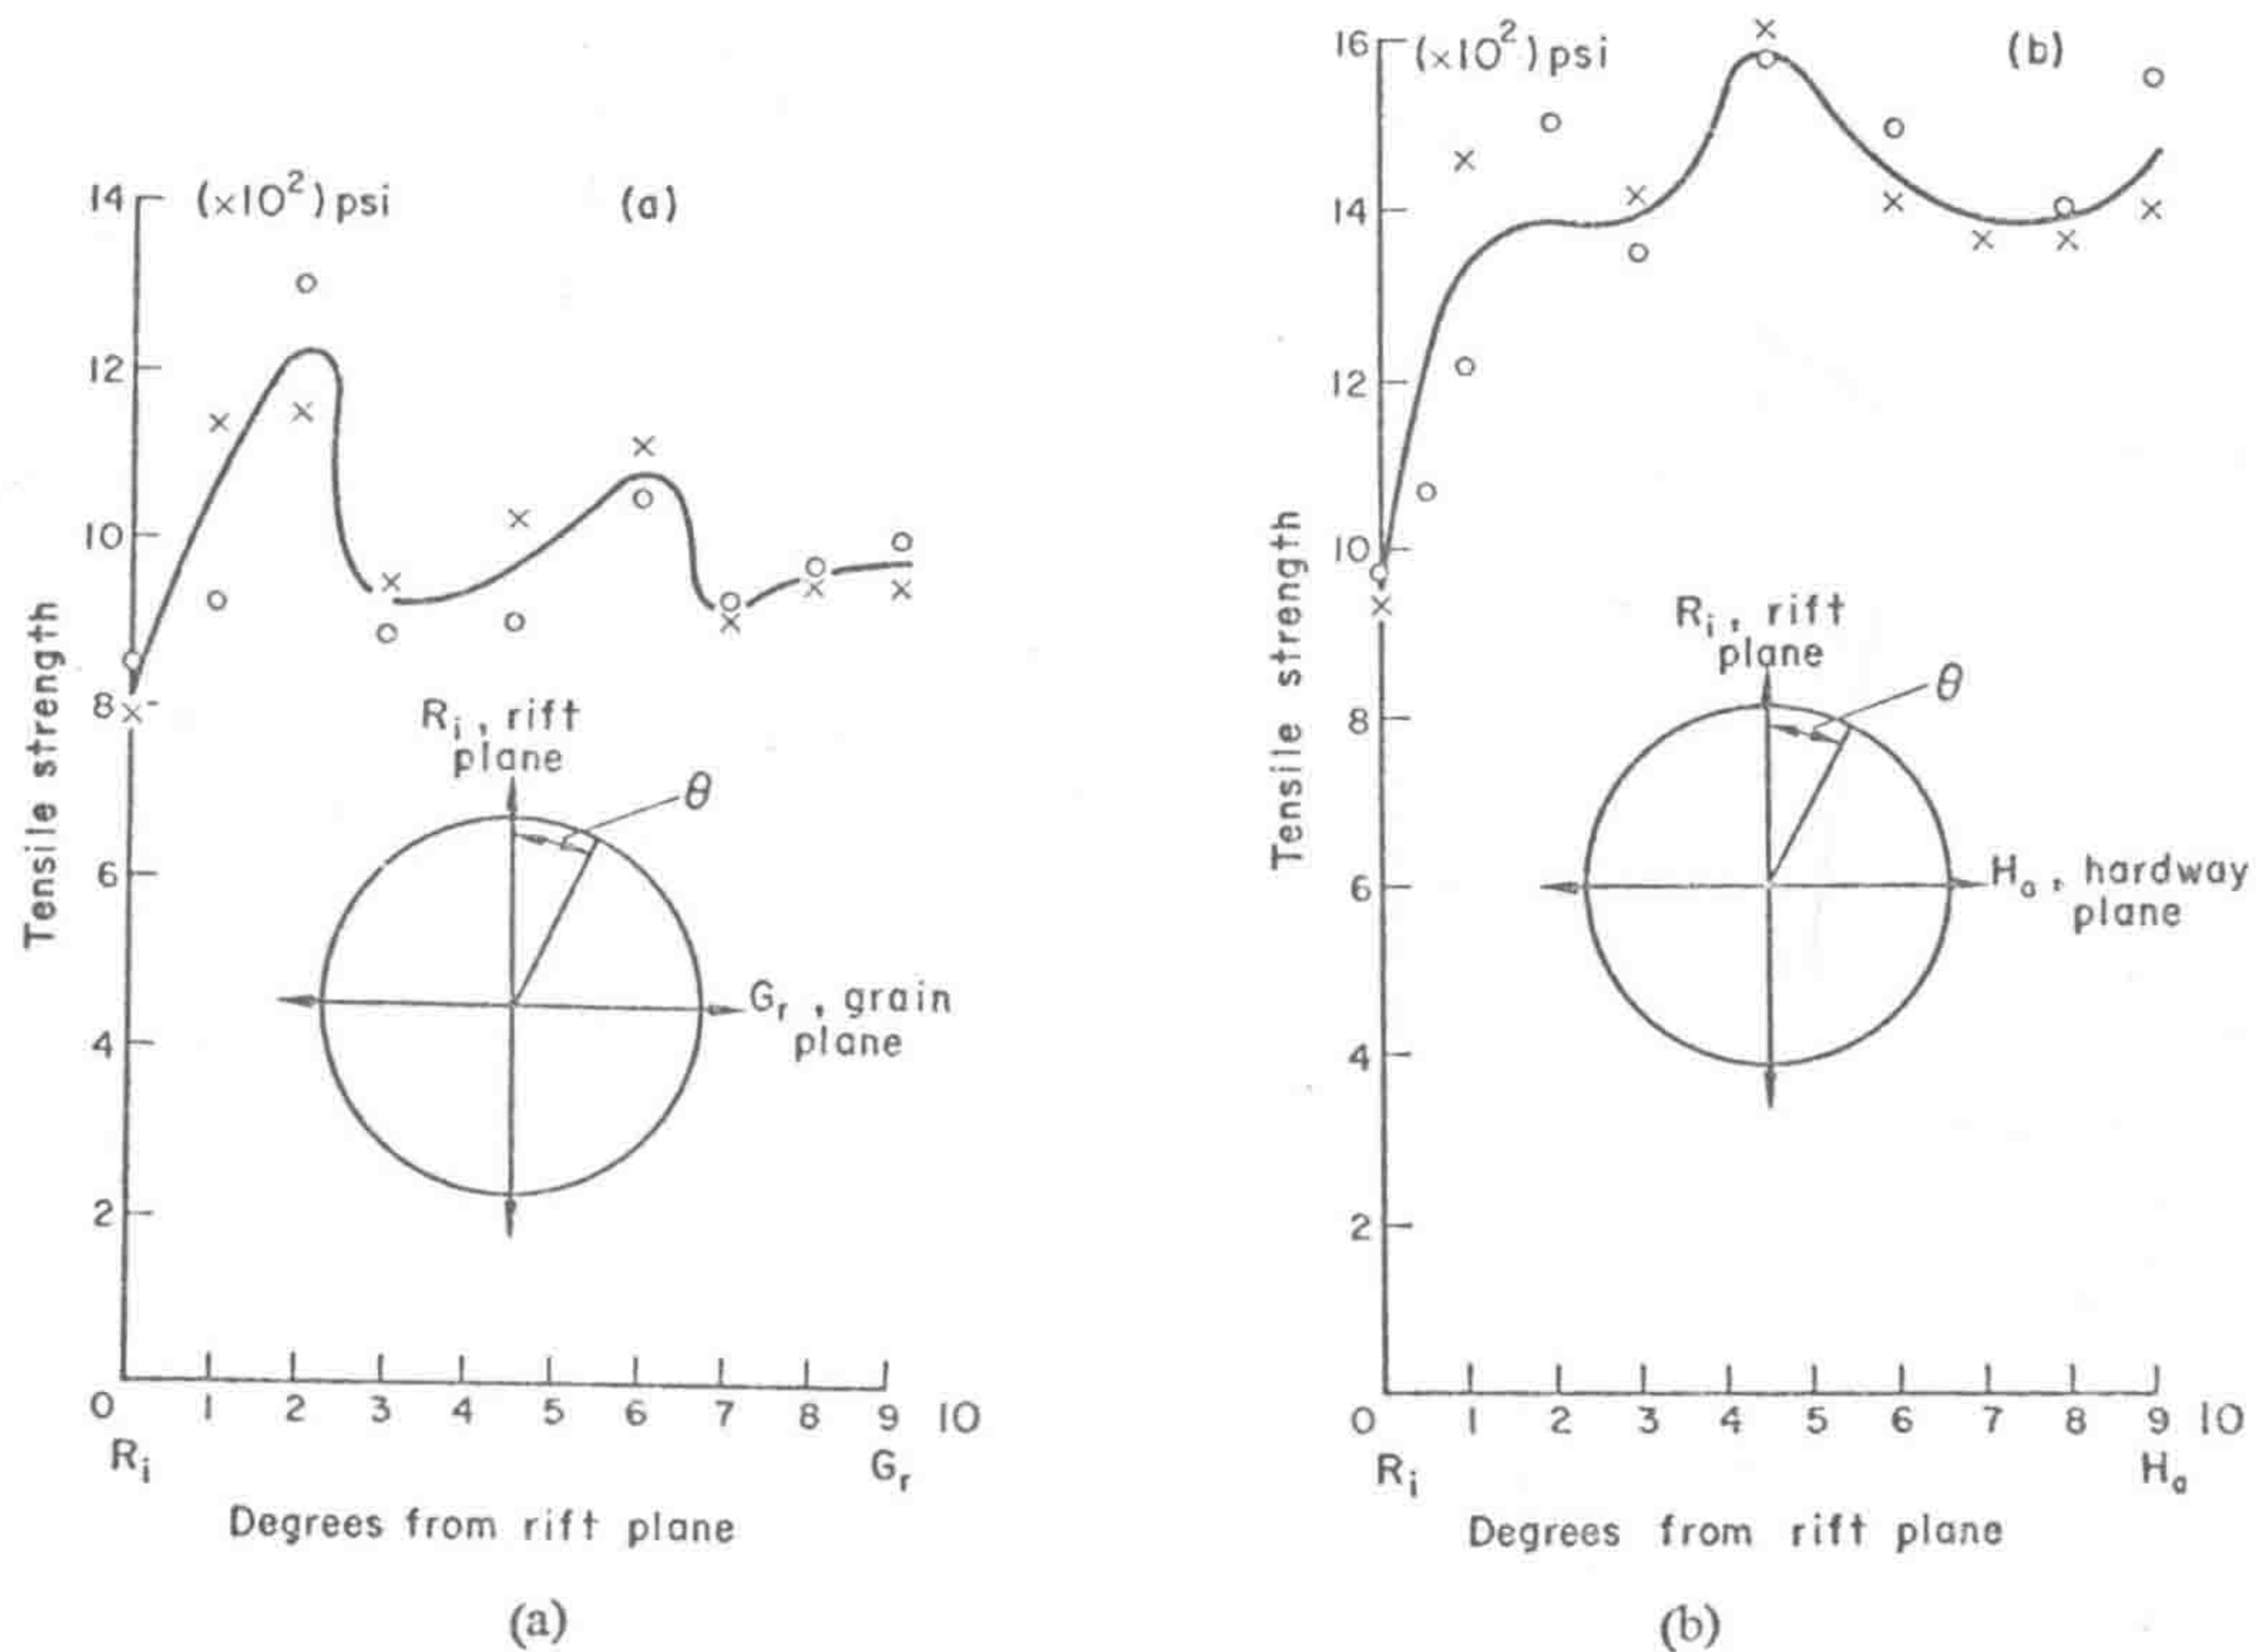 (×10²) psi
(a)
14
12
10
8
6
4
2
Tensile strength
Rᵢ, rift
plane
θ
Gᵣ, grain
plane
0 1 2 3 4 5 6 7 8 9 10
Rᵢ Gᵣ
Degrees from rift plane
(a)
(×10²) psi
(b)
16
14
12
10
8
6
4
2
Tensile strength
Rᵢ, rift
plane
θ
Hₐ, hardway
plane
0 1 2 3 4 5 6 7 8 9 10
Rᵢ Hₐ
Degrees from rift plane
(b)